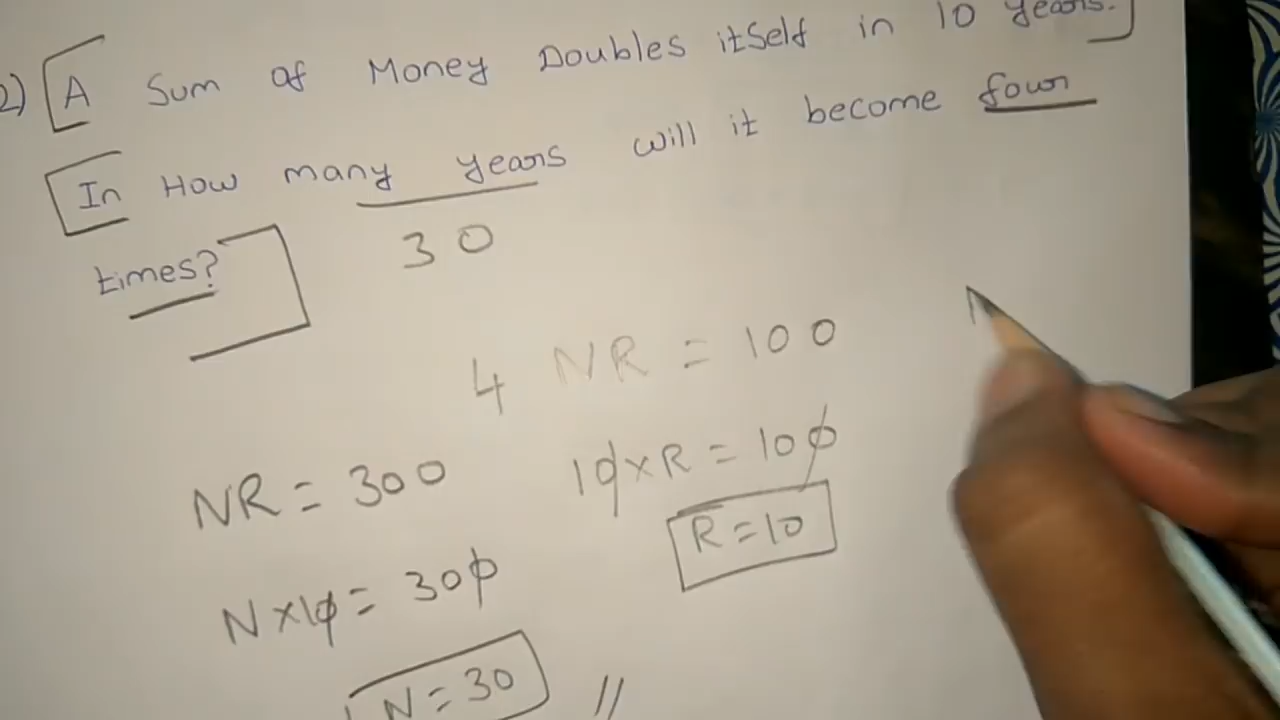 2) A Sum of Money Doubles itself in 10 years.
In How many years will it become four
times?
30
4 NR = 100
NR = 300
10xR = 100
R = 10
N x 10 = 300
N = 30 //